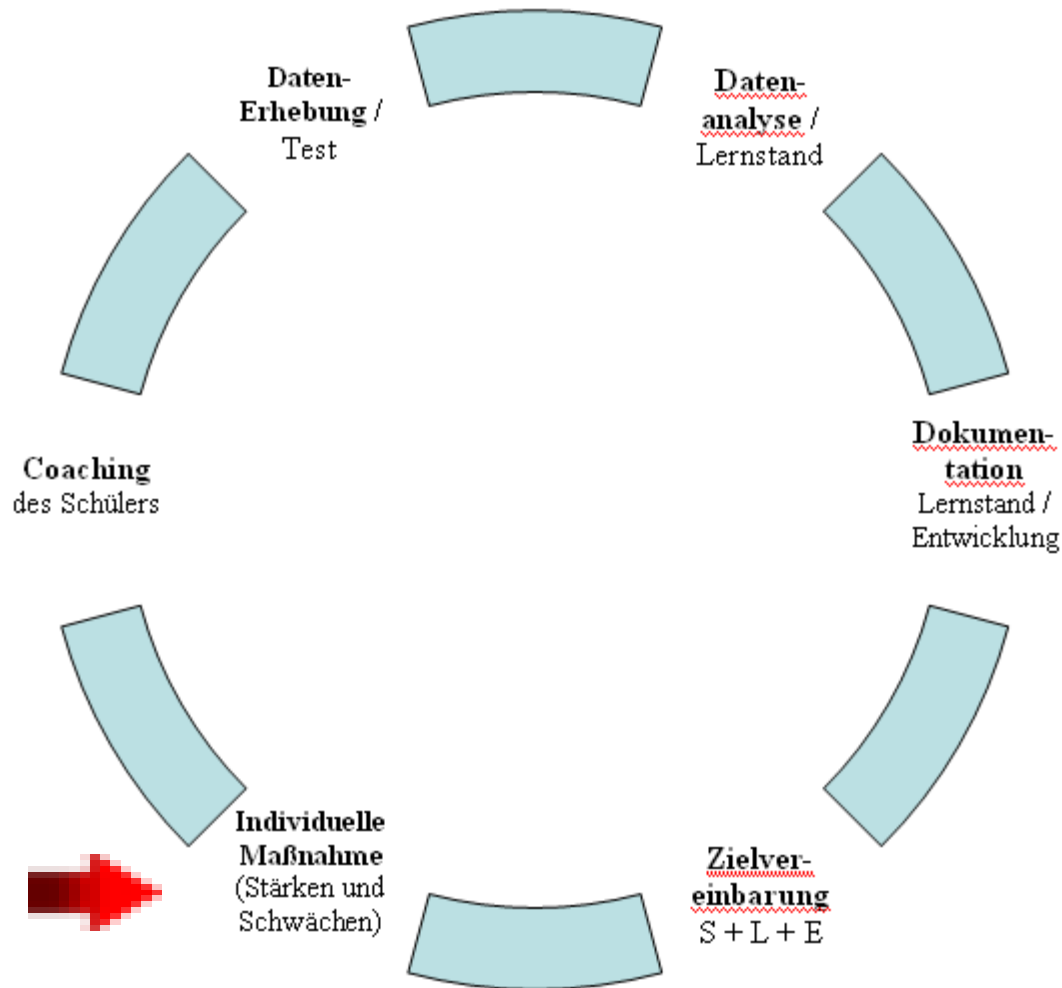 Daten-
Erhebung /
Test
Daten-
analyse /
Lernstand
Dokumen-
tation
Lernstand /
Entwicklung
Zielver-
einbarung
S + L + E
Individuelle
Maßnahme
(Stärken und
Schwächen)
Coaching
des Schülers